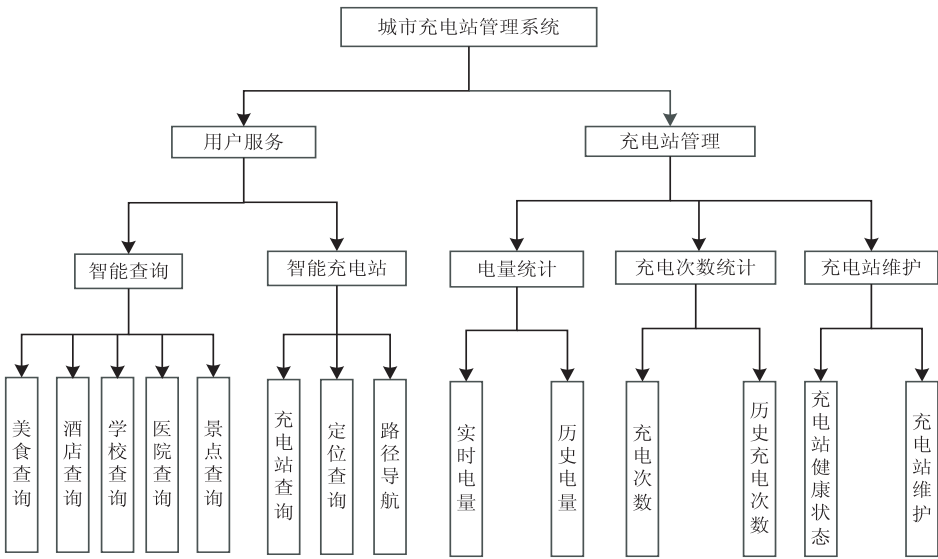 城市充电站管理系统
用户服务
充电站管理
智能查询
智能充电站
电量统计
充电次数统计
充电站维护
美食查询
酒店查询
学校查询
医院查询
景点查询
充电站查询
定位查询
路径导航
实时电量
历史电量
充电次数
历史充电次数
充电站健康状态
充电站维护